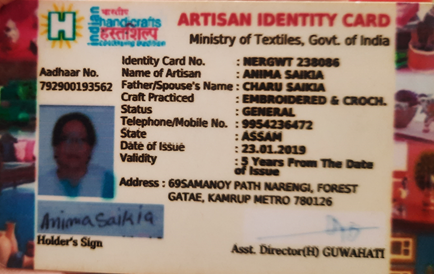 ARTISAN IDENTITY CARD
भारतीय
हस्तशिल्प
Indian
handicrafts
Ministry of Textiles, Govt. of India
Aadhaar No.
792900193562
Identity Card No. : NERGWT 238086
Name of Artisan : ANIMA SAIKIA
Father/Spouse's Name : CHARU SAIKIA
Craft Practiced : EMBROIDERED & CROCH.
Status : GENERAL
Telephone/Mobile No. : 9954236472
State : ASSAM
Date of Issue : 23.01.2019
Validity : 5 Years From The Date
of Issue
Address : 69SAMANOY PATH NARENGI, FOREST
GATAE, KAMRUP METRO 780126
Anima Saikia
Holder's Sign
Asst. Director(H) GUWAHATI